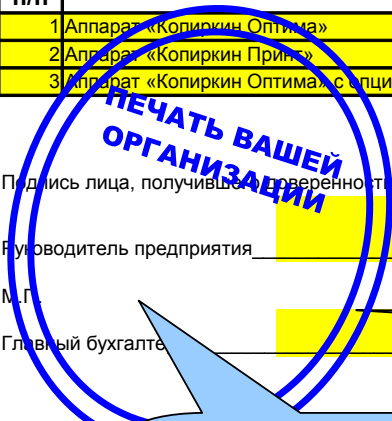 п/п
1 Аппарат «Копиркин Оптима»
2 Аппарат «Копиркин Принт»
3 Аппарат «Копиркин Оптима» с опци
ПЕЧАТЬ ВАШЕЙ
ОРГАНИЗАЦИИ
Подпись лица, получившего доверенность
Руководитель предприятия
М.П.
Главный бухгалтер